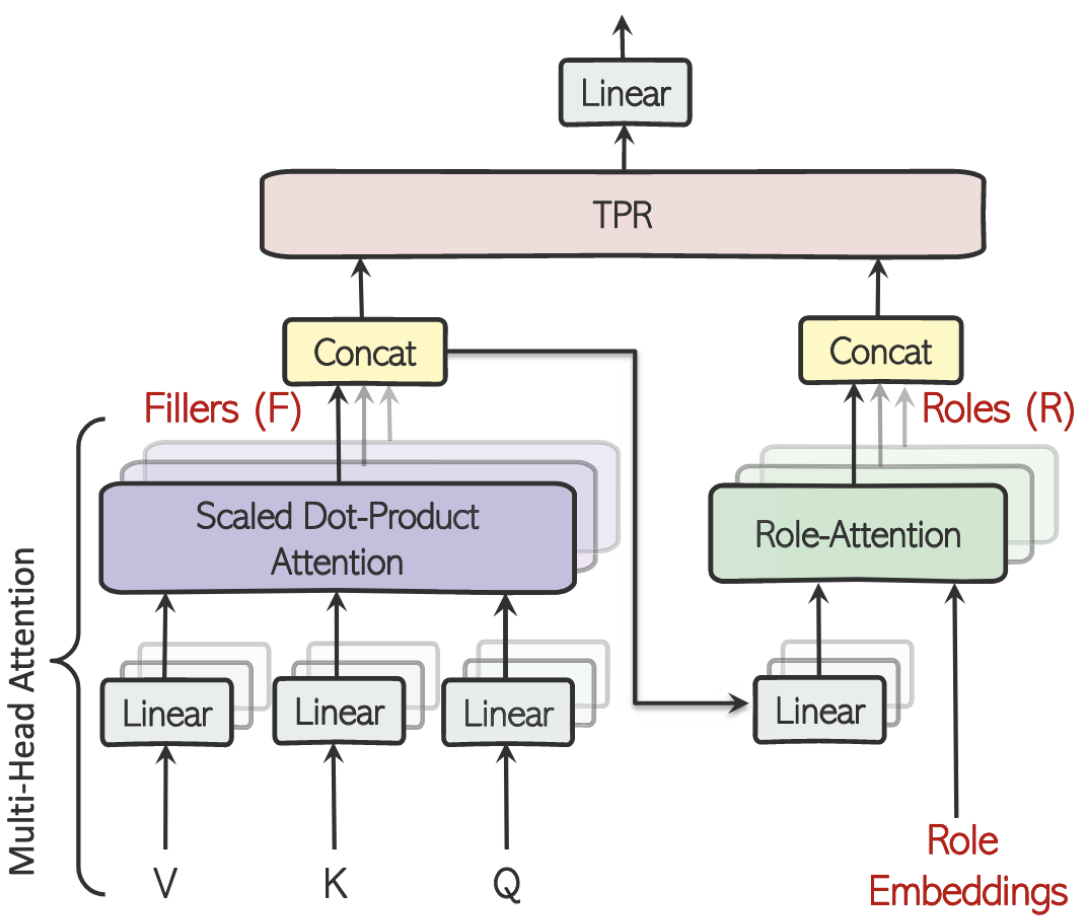 Linear
TPR
Concat
Concat
Fillers (F)
Roles (R)
Scaled Dot-Product
Attention
Role-Attention
Multi-Head Attention
Linear
Linear
Linear
Linear
V
K
Q
Role
Embeddings